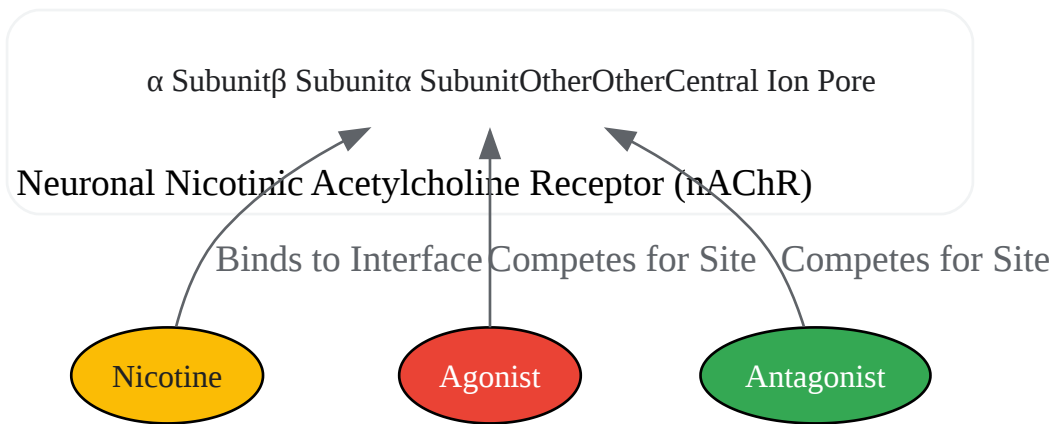 α Subunitβ Subunitα SubunitOtherOtherCentral Ion Pore
Neuronal Nicotinic Acetylcholine Receptor (nAChR)
Binds to Interface Competes for Site Competes for Site
Nicotine Agonist Antagonist